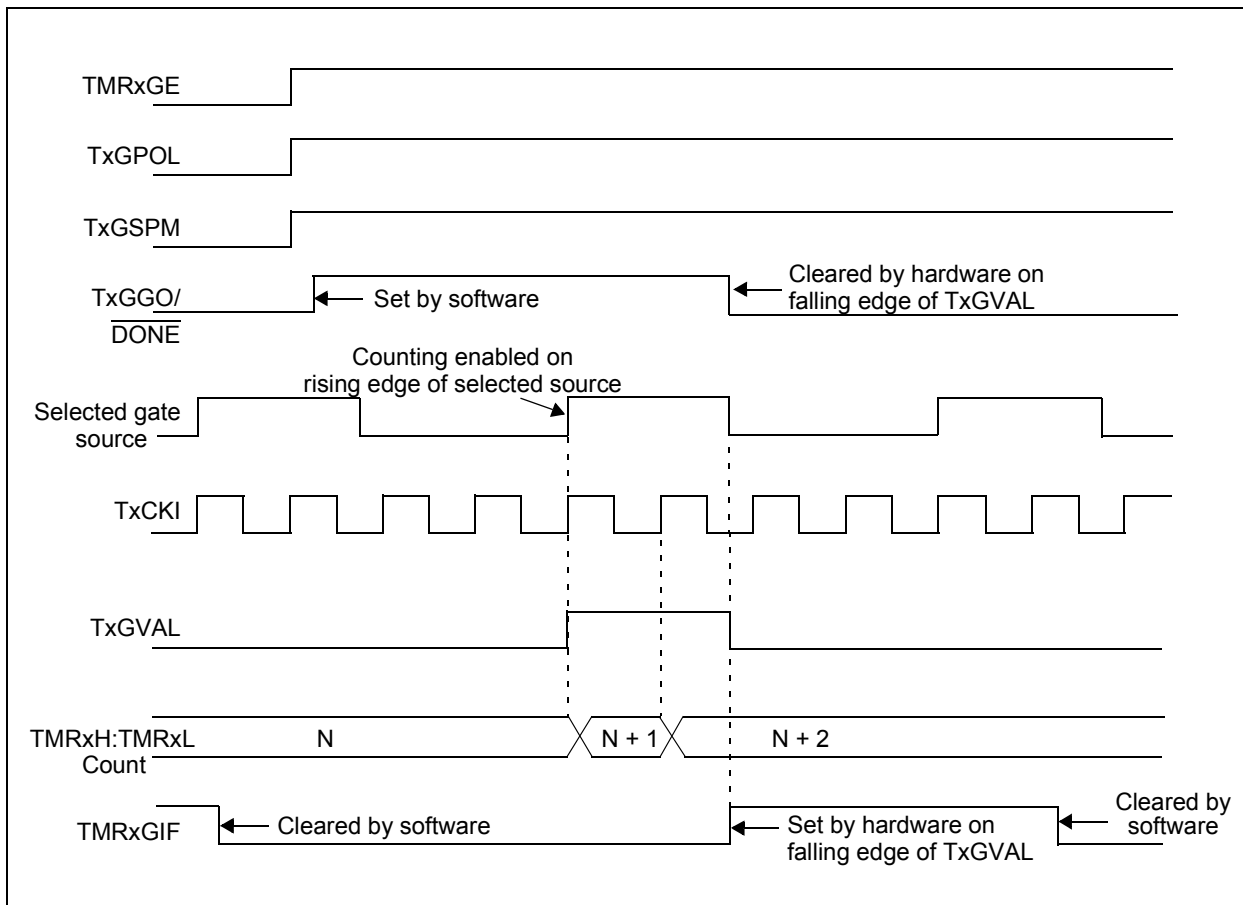 TMRxGE
TxGPOL
TxGSPM
TxGGO/
DONE
Set by software
Cleared by hardware on
falling edge of TxGVAL
Counting enabled on
rising edge of selected source
Selected gate
source
TxCKI
TxGVAL
TMRxH:TMRxL
Count
N
N + 1
N + 2
TMRxGIF
Cleared by software
Set by hardware on
falling edge of TxGVAL
Cleared by
software